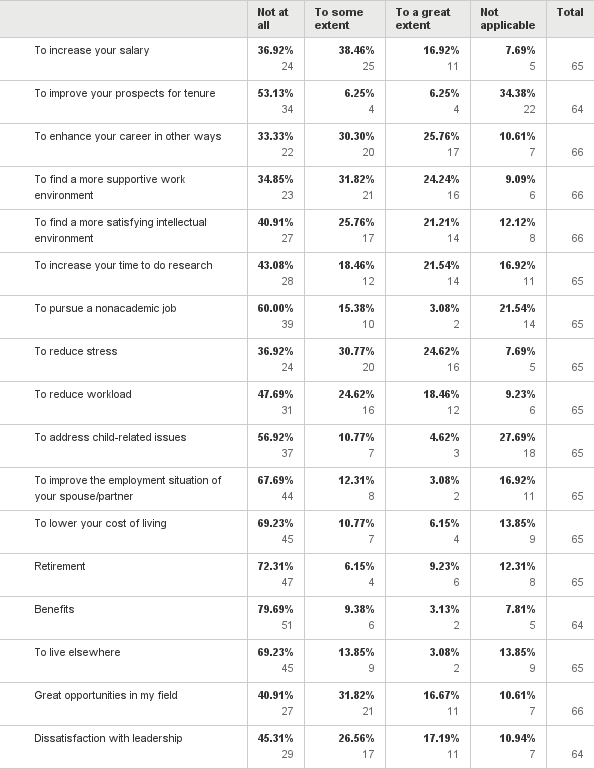 Not at all To some extent To a great extent Not applicable Total
To increase your salary 36.92% 38.46% 16.92% 7.69%
24 25 11 5 65
To improve your prospects for tenure 53.13% 6.25% 6.25% 34.38%
34 4 4 22 64
To enhance your career in other ways 33.33% 30.30% 25.76% 10.61%
22 20 17 7 66
To find a more supportive work 34.85% 31.82% 24.24% 9.09%
environment 23 21 16 6 66
To find a more satisfying intellectual 40.91% 25.76% 21.21% 12.12%
environment 27 17 14 8 66
To increase your time to do research 43.08% 18.46% 21.54% 16.92%
28 12 14 11 65
To pursue a nonacademic job 60.00% 15.38% 3.08% 21.54%
39 10 2 14 65
To reduce stress 36.92% 30.77% 24.62% 7.69%
24 20 16 5 65
To reduce workload 47.69% 24.62% 18.46% 9.23%
31 16 12 6 65
To address child-related issues 56.92% 10.77% 4.62% 27.69%
37 7 3 18 65
To improve the employment situation of 67.69% 12.31% 3.08% 16.92%
your spouse/partner 44 8 2 11 65
To lower your cost of living 69.23% 10.77% 6.15% 13.85%
45 7 4 9 65
Retirement 72.31% 6.15% 9.23% 12.31%
47 4 6 8 65
Benefits 79.69% 9.38% 3.13% 7.81%
51 6 2 5 64
To live elsewhere 69.23% 13.85% 3.08% 13.85%
45 9 2 9 65
Great opportunities in my field 40.91% 31.82% 16.67% 10.61%
27 21 11 7 66
Dissatisfaction with leadership 45.31% 26.56% 17.19% 10.94%
29 17 11 7 64